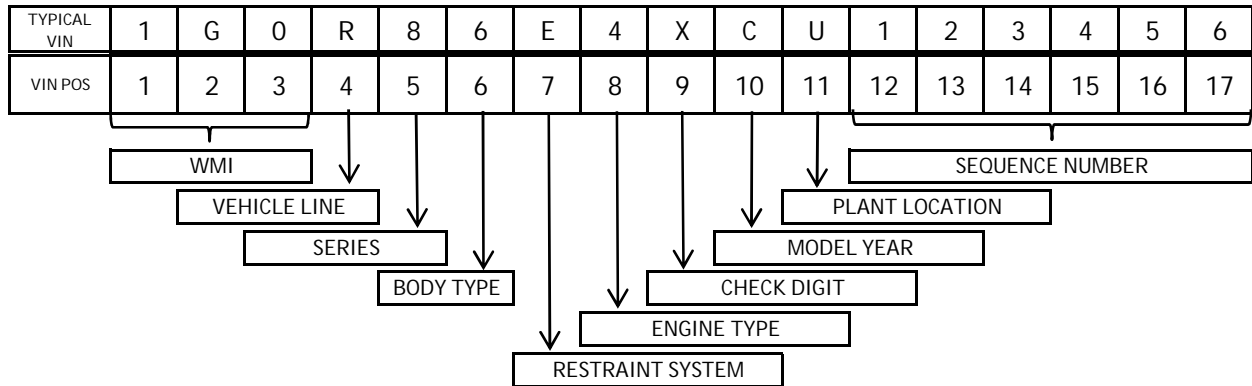 TYPICAL VIN 1 G 0 R 8 6 E 4 X C U 1 2 3 4 5 6
VIN POS 1 2 3 4 5 6 7 8 9 10 11 12 13 14 15 16 17
WMI SEQUENCE NUMBER
VEHICLE LINE PLANT LOCATION
SERIES MODEL YEAR
BODY TYPE CHECK DIGIT
ENGINE TYPE
RESTRAINT SYSTEM